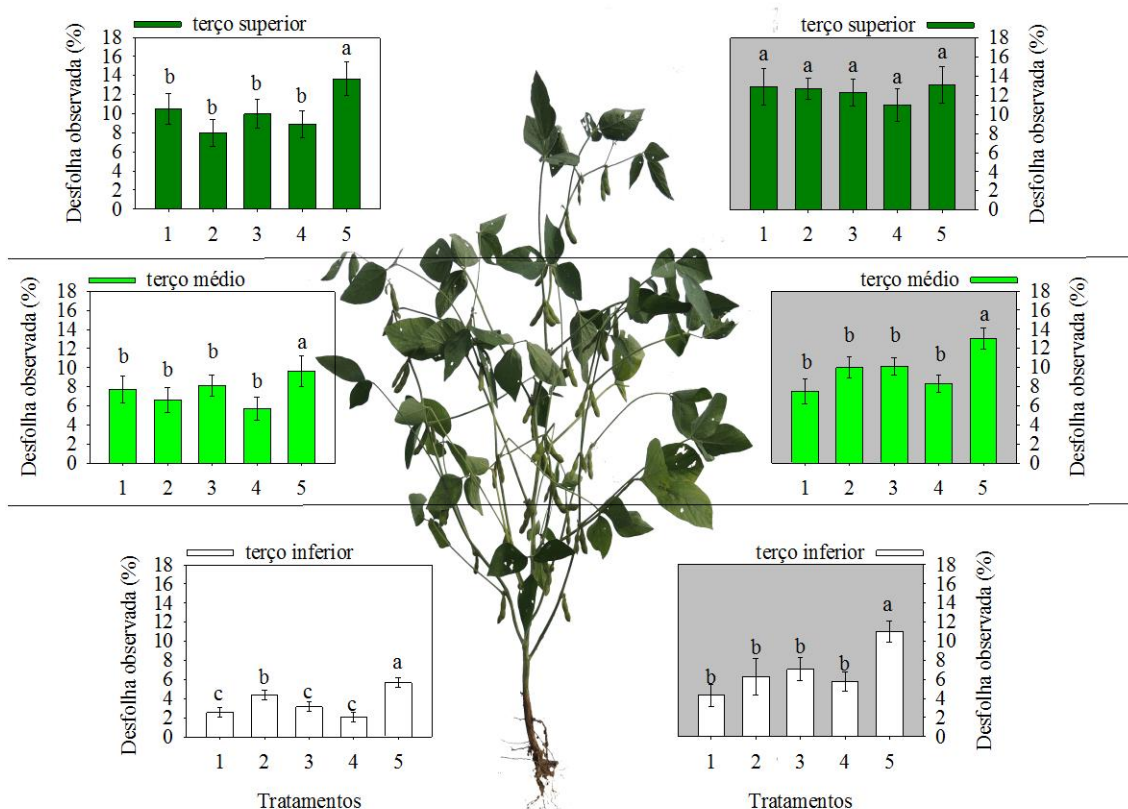 terço superior
Desfolha observada (%)
18
16
14
12
10
8
6
4
2
0
b
b
b
b
a
1 2 3 4 5
terço superior
Desfolha observada (%)
18
16
14
12
10
8
6
4
2
0
a
a
a
a
a
1 2 3 4 5
terço médio
Desfolha observada (%)
18
16
14
12
10
8
6
4
2
0
b
b
b
b
a
1 2 3 4 5
terço médio
Desfolha observada (%)
18
16
14
12
10
8
6
4
2
0
b
b
b
b
a
1 2 3 4 5
terço inferior
Desfolha observada (%)
18
16
14
12
10
8
6
4
2
0
c
b
c
c
a
1 2 3 4 5
Tratamentos
terço inferior
Desfolha observada (%)
18
16
14
12
10
8
6
4
2
0
b
b
b
b
a
1 2 3 4 5
Tratamentos